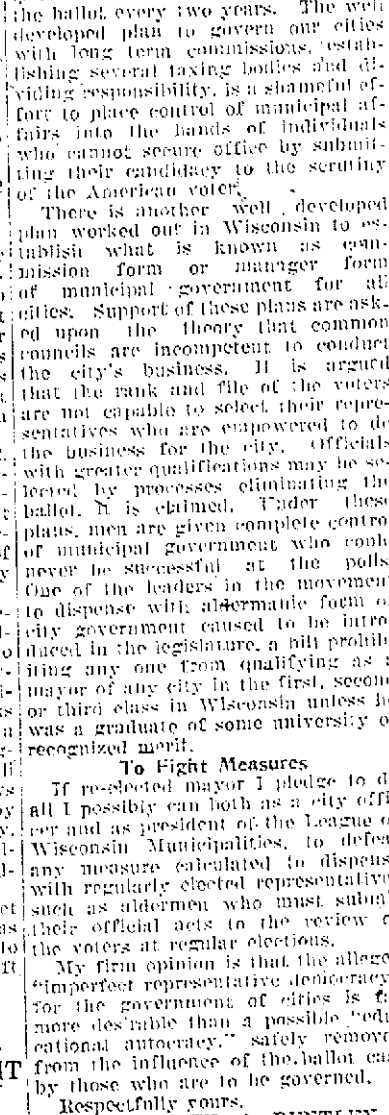 the ballot every two years. The well
developed plan to govern our cities
with long term commissions, estab-
lishing several taxing bodies and di-
viding responsibility, is a shameful ef-
fort to place control of municipal af-
fairs into the hands of individuals
who cannot secure office by submit-
ting their candidacy to the scrutiny
of the American voter.
There is another well developed
plan worked out in Wisconsin to es-
tablish what is known as com-
mission form or manager form
of municipal government for all
cities. Support of these plans are ask-
ed upon the theory that common
councils are incompetent to conduct
the city's business. It is argued
that the rank and file of the voters
are not capable to select their repre-
sentatives who are empowered to do
the business for the city. Officials
with greater qualifications may be se-
lected by processes eliminating the
ballot, it is claimed. Under these
plans, men are given complete contro
of municipal government who could
never be successful at the polls
One of the leaders in the movement
to dispense with aldermanic form o
city government caused to be intro
duced in the legislature, a bill prohib
iting any one from qualifying as a
mayor of any city in the first, second
or third class in Wisconsin unless h
was a graduate of some university o
recognized merit.
To Fight Measures
If re-elected mayor I pledge to d
all I possibly can both as a city offi
cer and as president of the League o
Wisconsin Municipalities, to defea
any measure calculated to dispens
with regularly elected representative
such as aldermen who must submi
their official acts to the review o
the voters at regular elections.
My firm opinion is that the allege
"imperfect representative democracy
for the government of cities is fa
more desirable than a possible "edu
cational autocracy," safely remove
from the influence of the ballot cas
by those who are to be governed.
Respectfully yours,